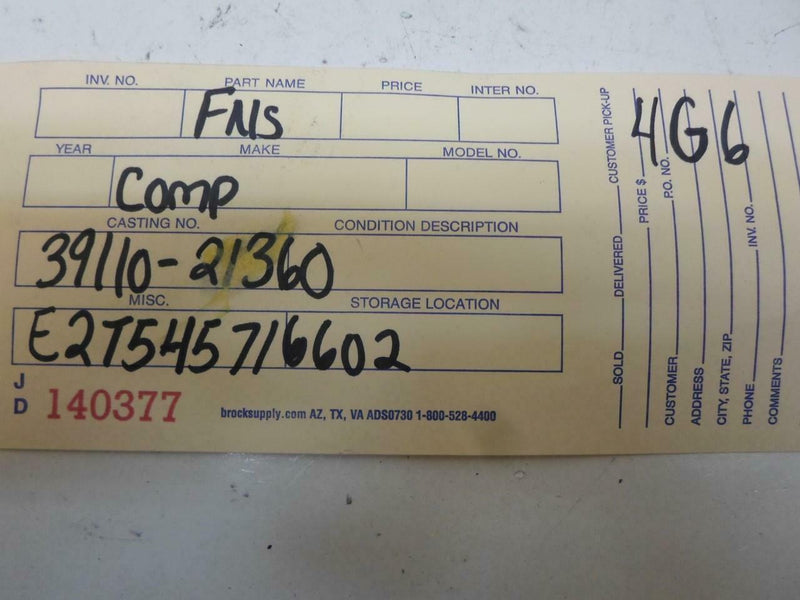 INV. NO. PART NAME PRICE INTER NO.
FNS
YEAR MAKE MODEL NO.
Comp
CASTING NO. CONDITION DESCRIPTION
39110-21360
MISC. STORAGE LOCATION
E2T545716602
J
D 140377
brocksupply.com AZ, TX, VA ADS0730 1-800-528-4400
4G6
SOLD DELIVERED CUSTOMER PICK-UP
PRICE $
CUSTOMER P.O. NO.
ADDRESS
CITY, STATE, ZIP
PHONE INV. NO.
COMMENTS